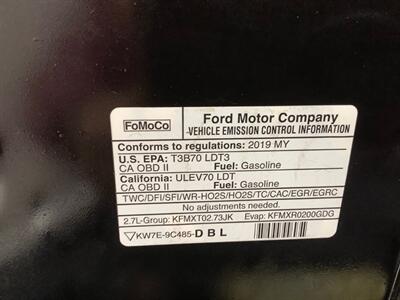 FoMoCo
Ford Motor Company
VEHICLE EMISSION CONTROL INFORMATION
Conforms to regulations: 2019 MY
U.S. EPA: T3B70 LDT3
CA OBD II Fuel: Gasoline
California: ULEV70 LDT
CA OBD II Fuel: Gasoline
TWC/DFI/SFI/WR-HO2S/HO2S/TC/CAC/EGR/EGRC
No adjustments needed.
2.7L-Group: KFMXT02.73JK Evap: KFMXR0200GDG
KW7E-9C485-DBL